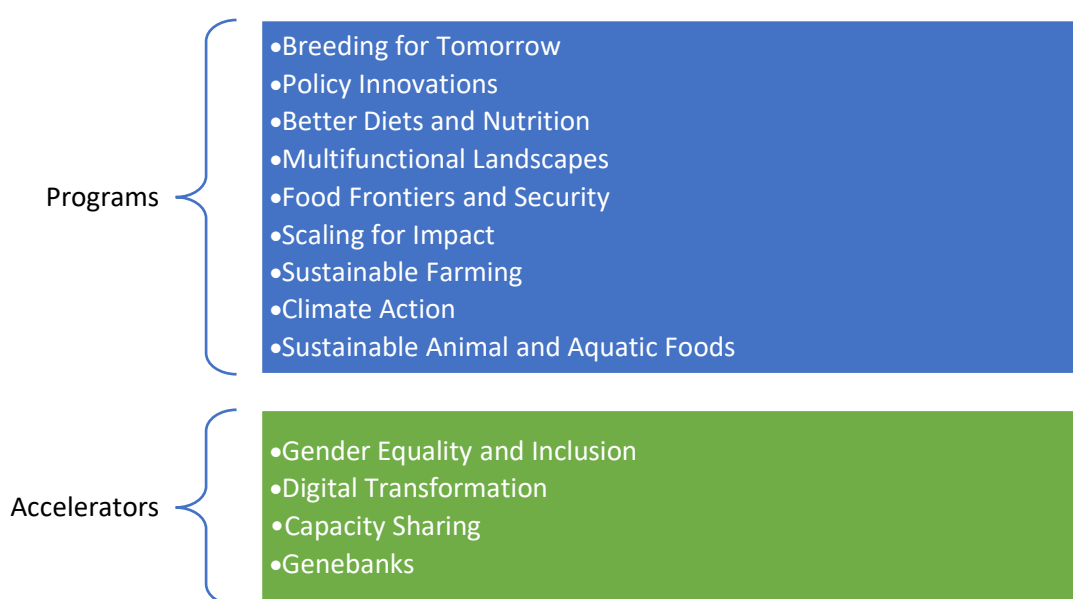 Programs
•Breeding for Tomorrow
•Policy Innovations
•Better Diets and Nutrition
•Multifunctional Landscapes
•Food Frontiers and Security
•Scaling for Impact
•Sustainable Farming
•Climate Action
•Sustainable Animal and Aquatic Foods
Accelerators
•Gender Equality and Inclusion
•Digital Transformation
•Capacity Sharing
•Genebanks